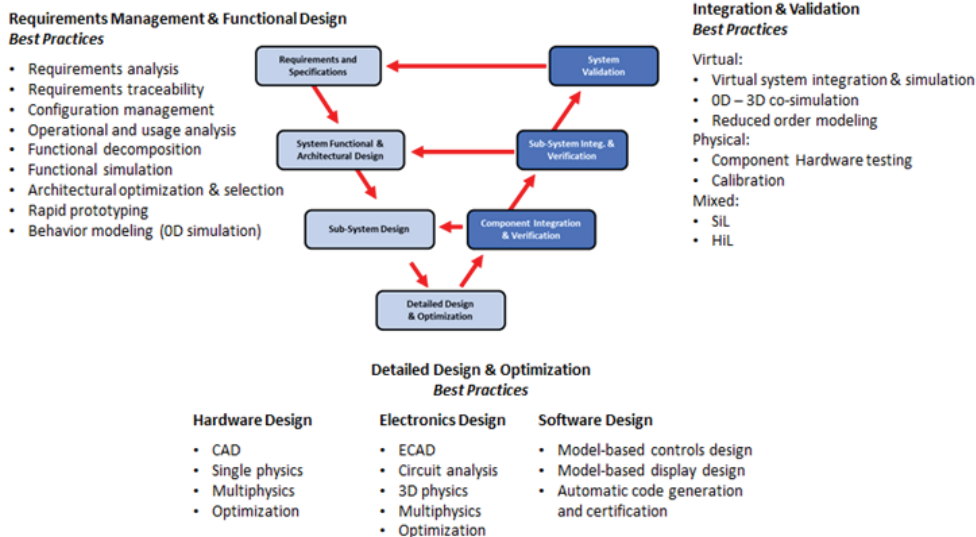 Requirements Management & Functional Design
Best Practices
• Requirements analysis
• Requirements traceability
• Configuration management
• Operational and usage analysis
• Functional decomposition
• Functional simulation
• Architectural optimization & selection
• Rapid prototyping
• Behavior modeling (0D simulation)
Requirements and
Specifications
System Functional &
Architectural Design
Sub-System Design
Detailed Design
& Optimization
Component Integration
& Verification
Sub-System Integ. &
Verification
System
Validation
Integration & Validation
Best Practices
Virtual:
• Virtual system integration & simulation
• 0D – 3D co-simulation
• Reduced order modeling
Physical:
• Component Hardware testing
• Calibration
Mixed:
• SiL
• HiL
Detailed Design & Optimization
Best Practices
Hardware Design
• CAD
• Single physics
• Multiphysics
• Optimization
Electronics Design
• ECAD
• Circuit analysis
• 3D physics
• Multiphysics
• Optimization
Software Design
• Model-based controls design
• Model-based display design
• Automatic code generation
and certification